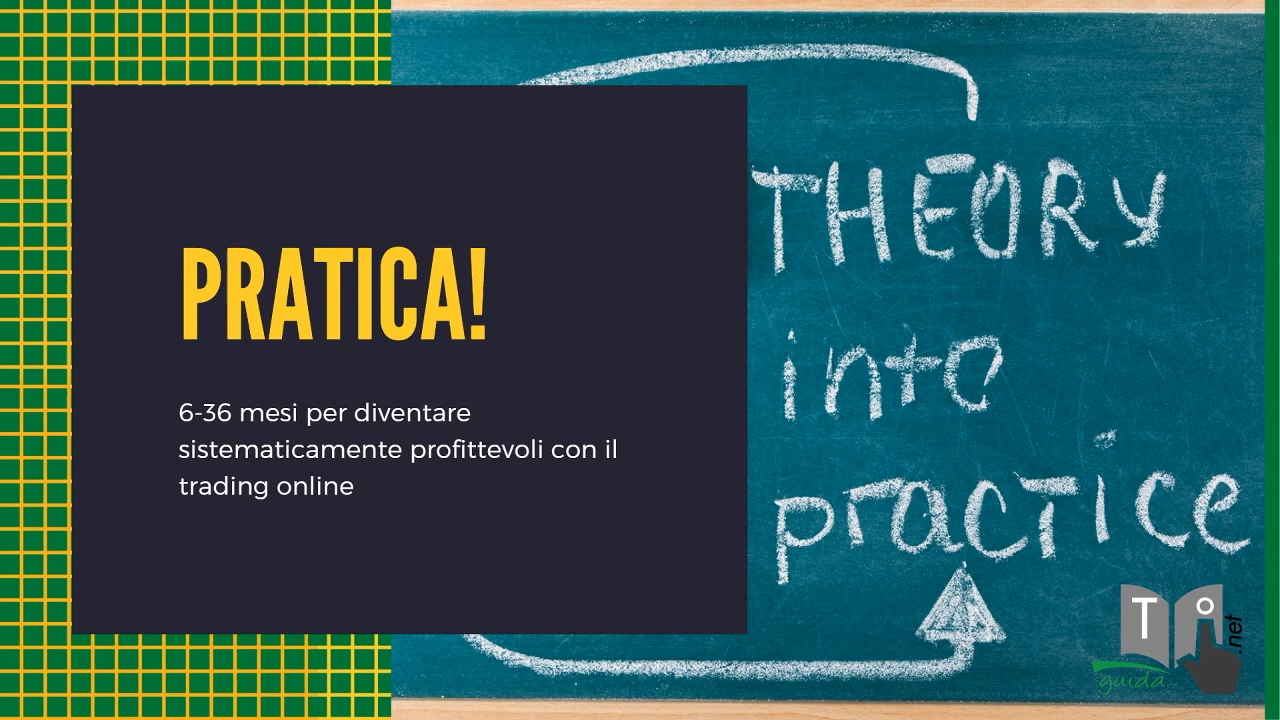 PRATICA!
6-36 mesi per diventare
sistematicamente profittevoli con il
trading online
THEORY
into
practice
T O
.net
guida